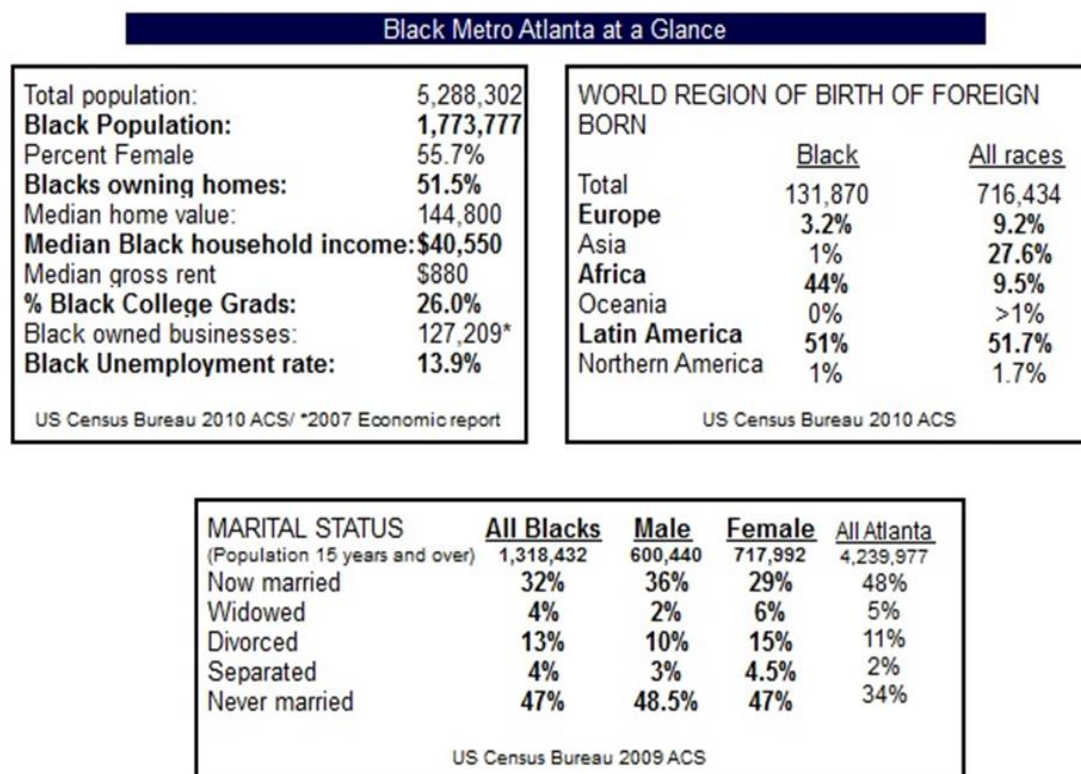 Black Metro Atlanta at a Glance
Total population: 5,288,302
Black Population: 1,773,777
Percent Female 55.7%
Blacks owning homes: 51.5%
Median home value: 144,800
Median Black household income: $40,550
Median gross rent $880
% Black College Grads: 26.0%
Black owned businesses: 127,209*
Black Unemployment rate: 13.9%
US Census Bureau 2010 ACS/ *2007 Economic report
WORLD REGION OF BIRTH OF FOREIGN
BORN
Black All races
Total 131,870 716,434
Europe 3.2% 9.2%
Asia 1% 27.6%
Africa 44% 9.5%
Oceania 0% >1%
Latin America 51% 51.7%
Northern America 1% 1.7%
US Census Bureau 2010 ACS
MARITAL STATUS All Blacks Male Female All Atlanta
(Population 15 years and over) 1,318,432 600,440 717,992 4,239,977
Now married 32% 36% 29% 48%
Widowed 4% 2% 6% 5%
Divorced 13% 10% 15% 11%
Separated 4% 3% 4.5% 2%
Never married 47% 48.5% 47% 34%
US Census Bureau 2009 ACS